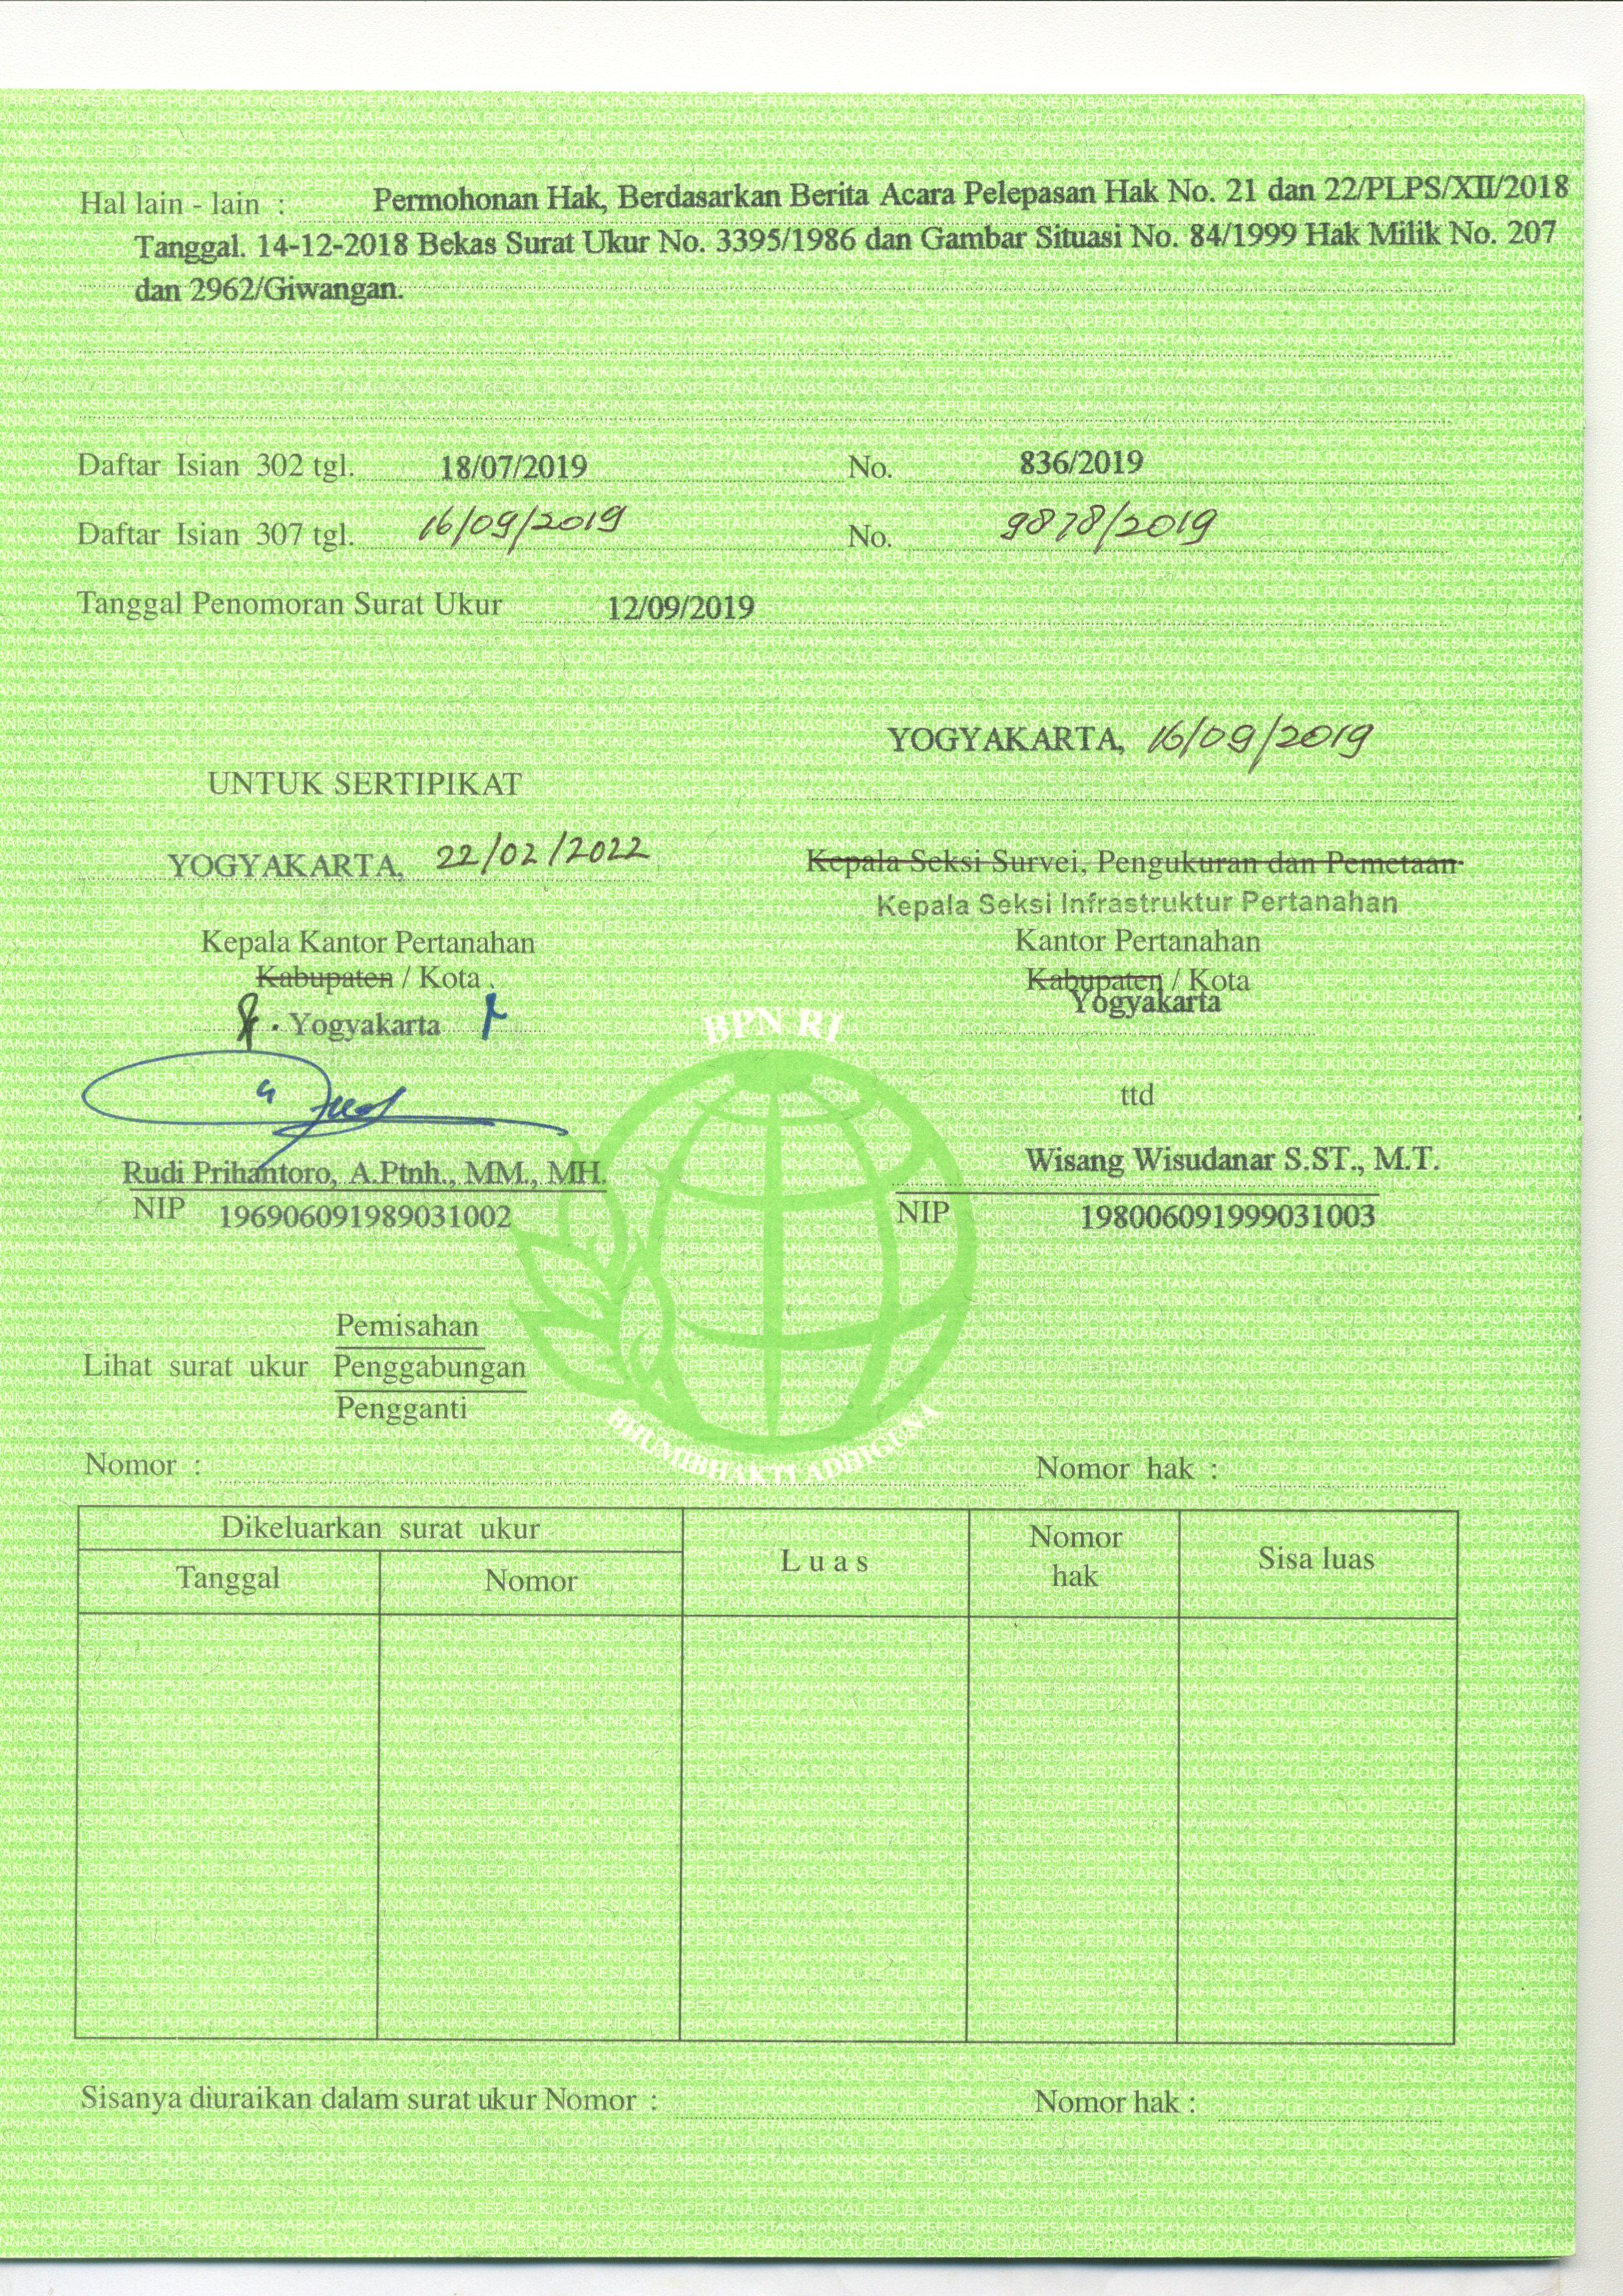 Hal lain - lain : Permohonan Hak, Berdasarkan Berita Acara Pelepasan Hak No. 21 dan 22/PLPS/XII/2018
Tanggal. 14-12-2018 Bekas Surat Ukur No. 3395/1986 dan Gambar Situasi No. 84/1999 Hak Milik No. 207
dan 2962/Giwangan.
Daftar Isian 302 tgl. 18/07/2019 No. 836/2019
Daftar Isian 307 tgl. 16/09/2019 No. 9878/2019
Tanggal Penomoran Surat Ukur 12/09/2019
YOGYAKARTA, 16/09/2019
UNTUK SERTIPIKAT
YOGYAKARTA, 22/02/2022
Kepala Seksi Survei, Pengukuran dan Pemetaan
Kepala Seksi Infrastruktur Pertanahan
Kepala Kantor Pertanahan
Kantor Pertanahan
Kabupaten / Kota
Kabupaten / Kota
Yogyakarta
Yogyakarta
BPN RI
ttd
Rudi Prihantoro, A.Ptnh., MM., MH.
Wisang Wisudanar S.ST., M.T.
NIP 196906091989031002
NIP 198006091999031003
Pemisahan
Lihat surat ukur Penggabungan
Pengganti
BHUMIBHAKTI ADHIGUNA
Nomor : Nomor hak :
Dikeluarkan surat ukur
Tanggal Nomor Luas Nomor hak Sisa luas
Sisanya diuraikan dalam surat ukur Nomor : Nomor hak :